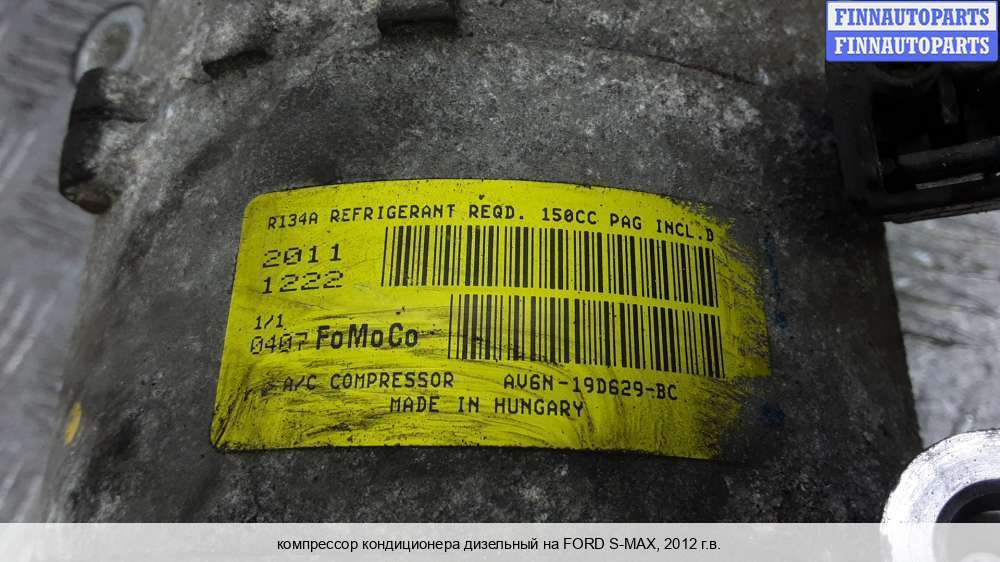 FINNAUTOPARTS
FINNAUTOPARTS
R134A REFRIGERANT REQD. 150CC PAG INCL.D
2011
1222
1/1
0407 FoMoCo
A/C COMPRESSOR AV6N-19D629-BC
MADE IN HUNGARY
компрессор кондиционера дизельный на FORD S-MAX, 2012 г.в.